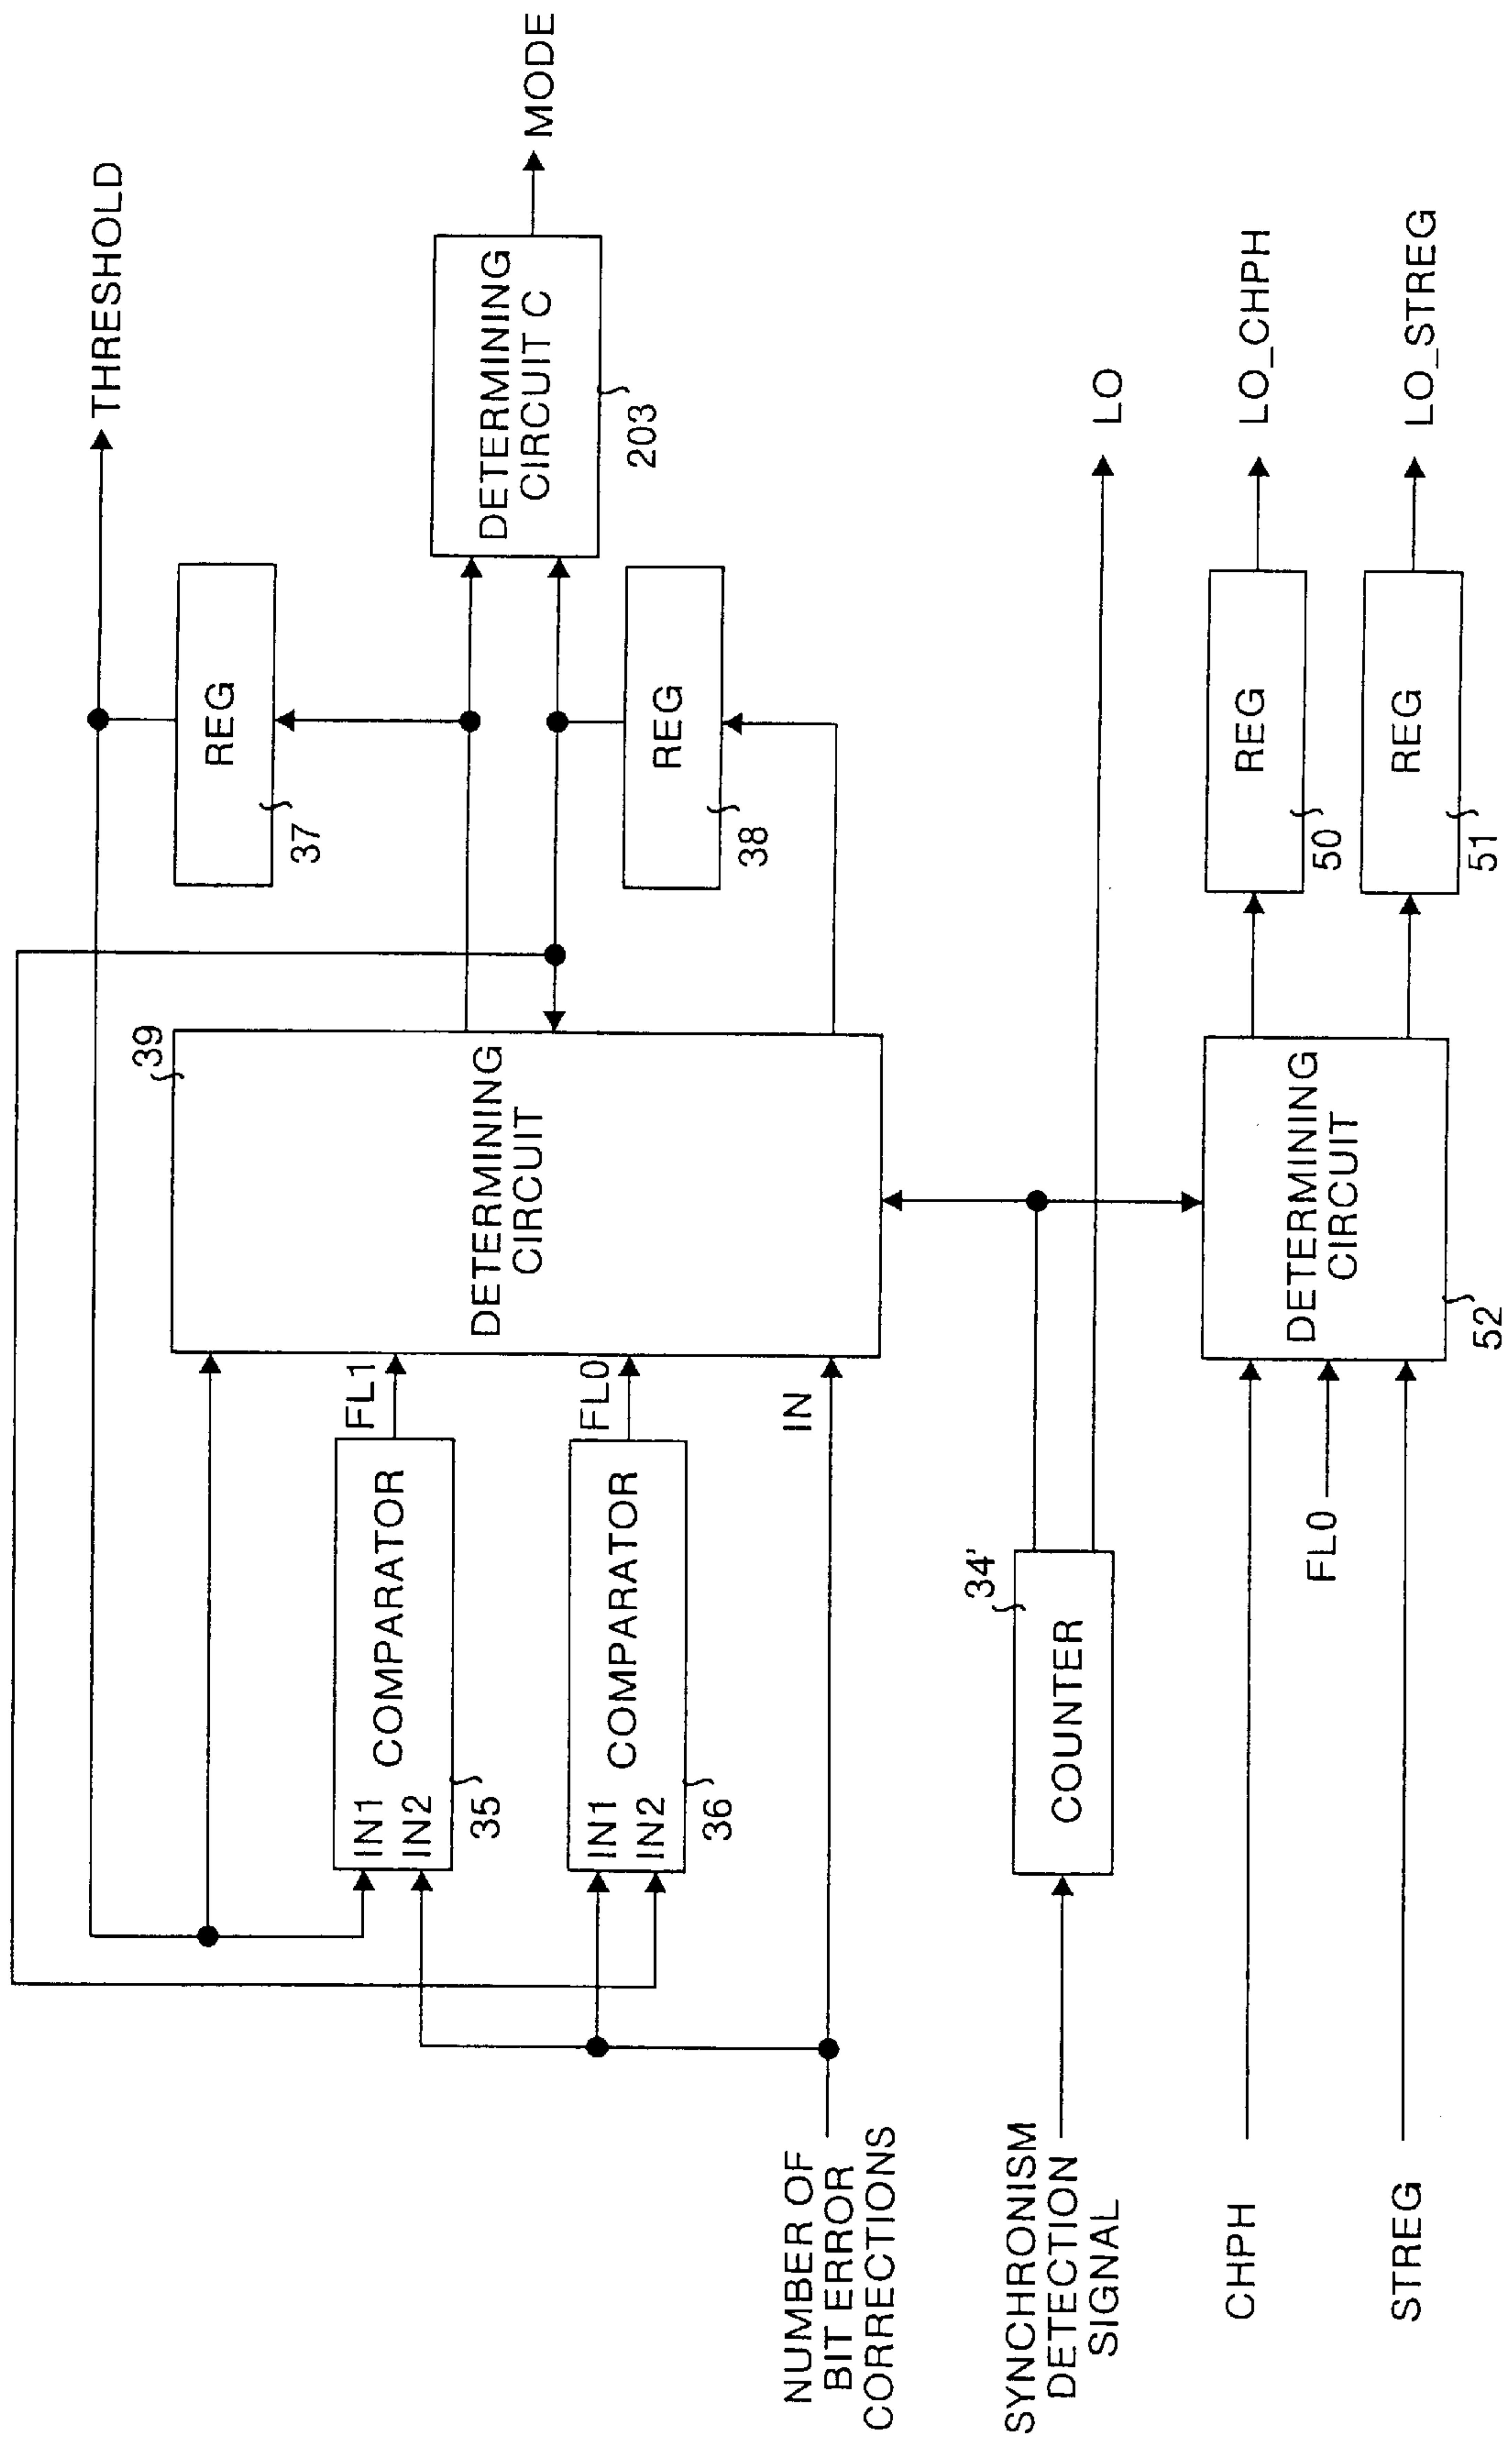 THRESHOLD
MODE
REG
37
DETERMINING
CIRCUIT C
203
REG
38
39
DETERMINING
CIRCUIT
FL1
FL0
IN
COMPARATOR
IN1
IN2
35
COMPARATOR
IN1
IN2
36
NUMBER OF
BIT ERROR
CORRECTIONS
34'
COUNTER
SYNCHRONISM
DETECTION
SIGNAL
LO
CHPH
FL0
STREG
DETERMINING
CIRCUIT
52
REG
50
LO_CHPH
REG
51
LO_STREG